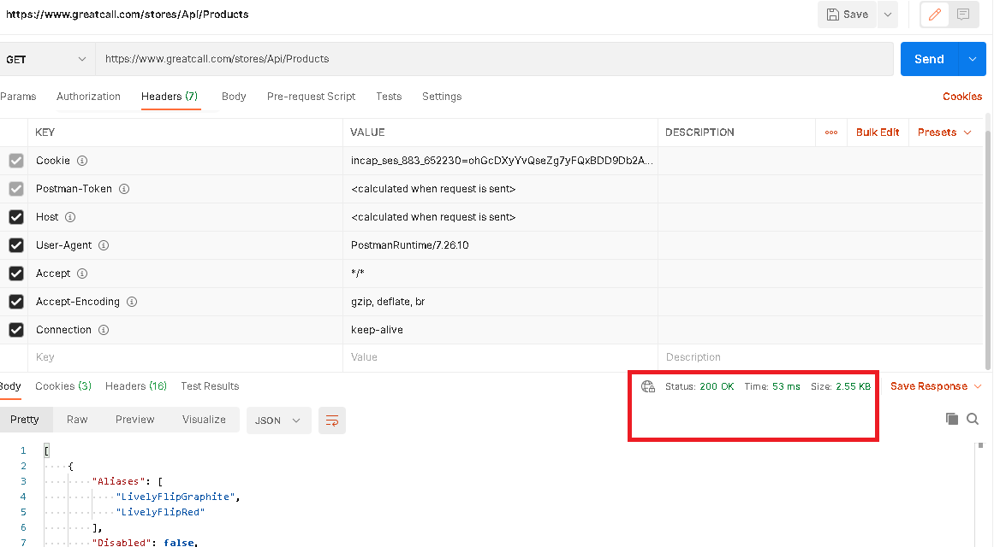 https://www.greatcall.com/stores/Api/Products
Save
GET https://www.greatcall.com/stores/Api/Products Send
Params Authorization Headers (7) Body Pre-request Script Tests Settings Cookies
KEY VALUE DESCRIPTION ooo Bulk Edit Presets
Cookie incap_ses_883_652230=ohGcDXyYvQseZg7yFQxBDD9Db2A...
Postman-Token <calculated when request is sent>
Host <calculated when request is sent>
User-Agent PostmanRuntime/7.26.10
Accept */*
Accept-Encoding gzip, deflate, br
Connection keep-alive
Key Value Description
Body Cookies (3) Headers (16) Test Results Status: 200 OK Time: 53 ms Size: 2.55 KB Save Response
Pretty Raw Preview Visualize JSON
1 [
2 {
3 "Aliases": [
4 "LivelyFlipGraphite",
5 "LivelyFlipRed"
6 ],
7 "Disabled": false,